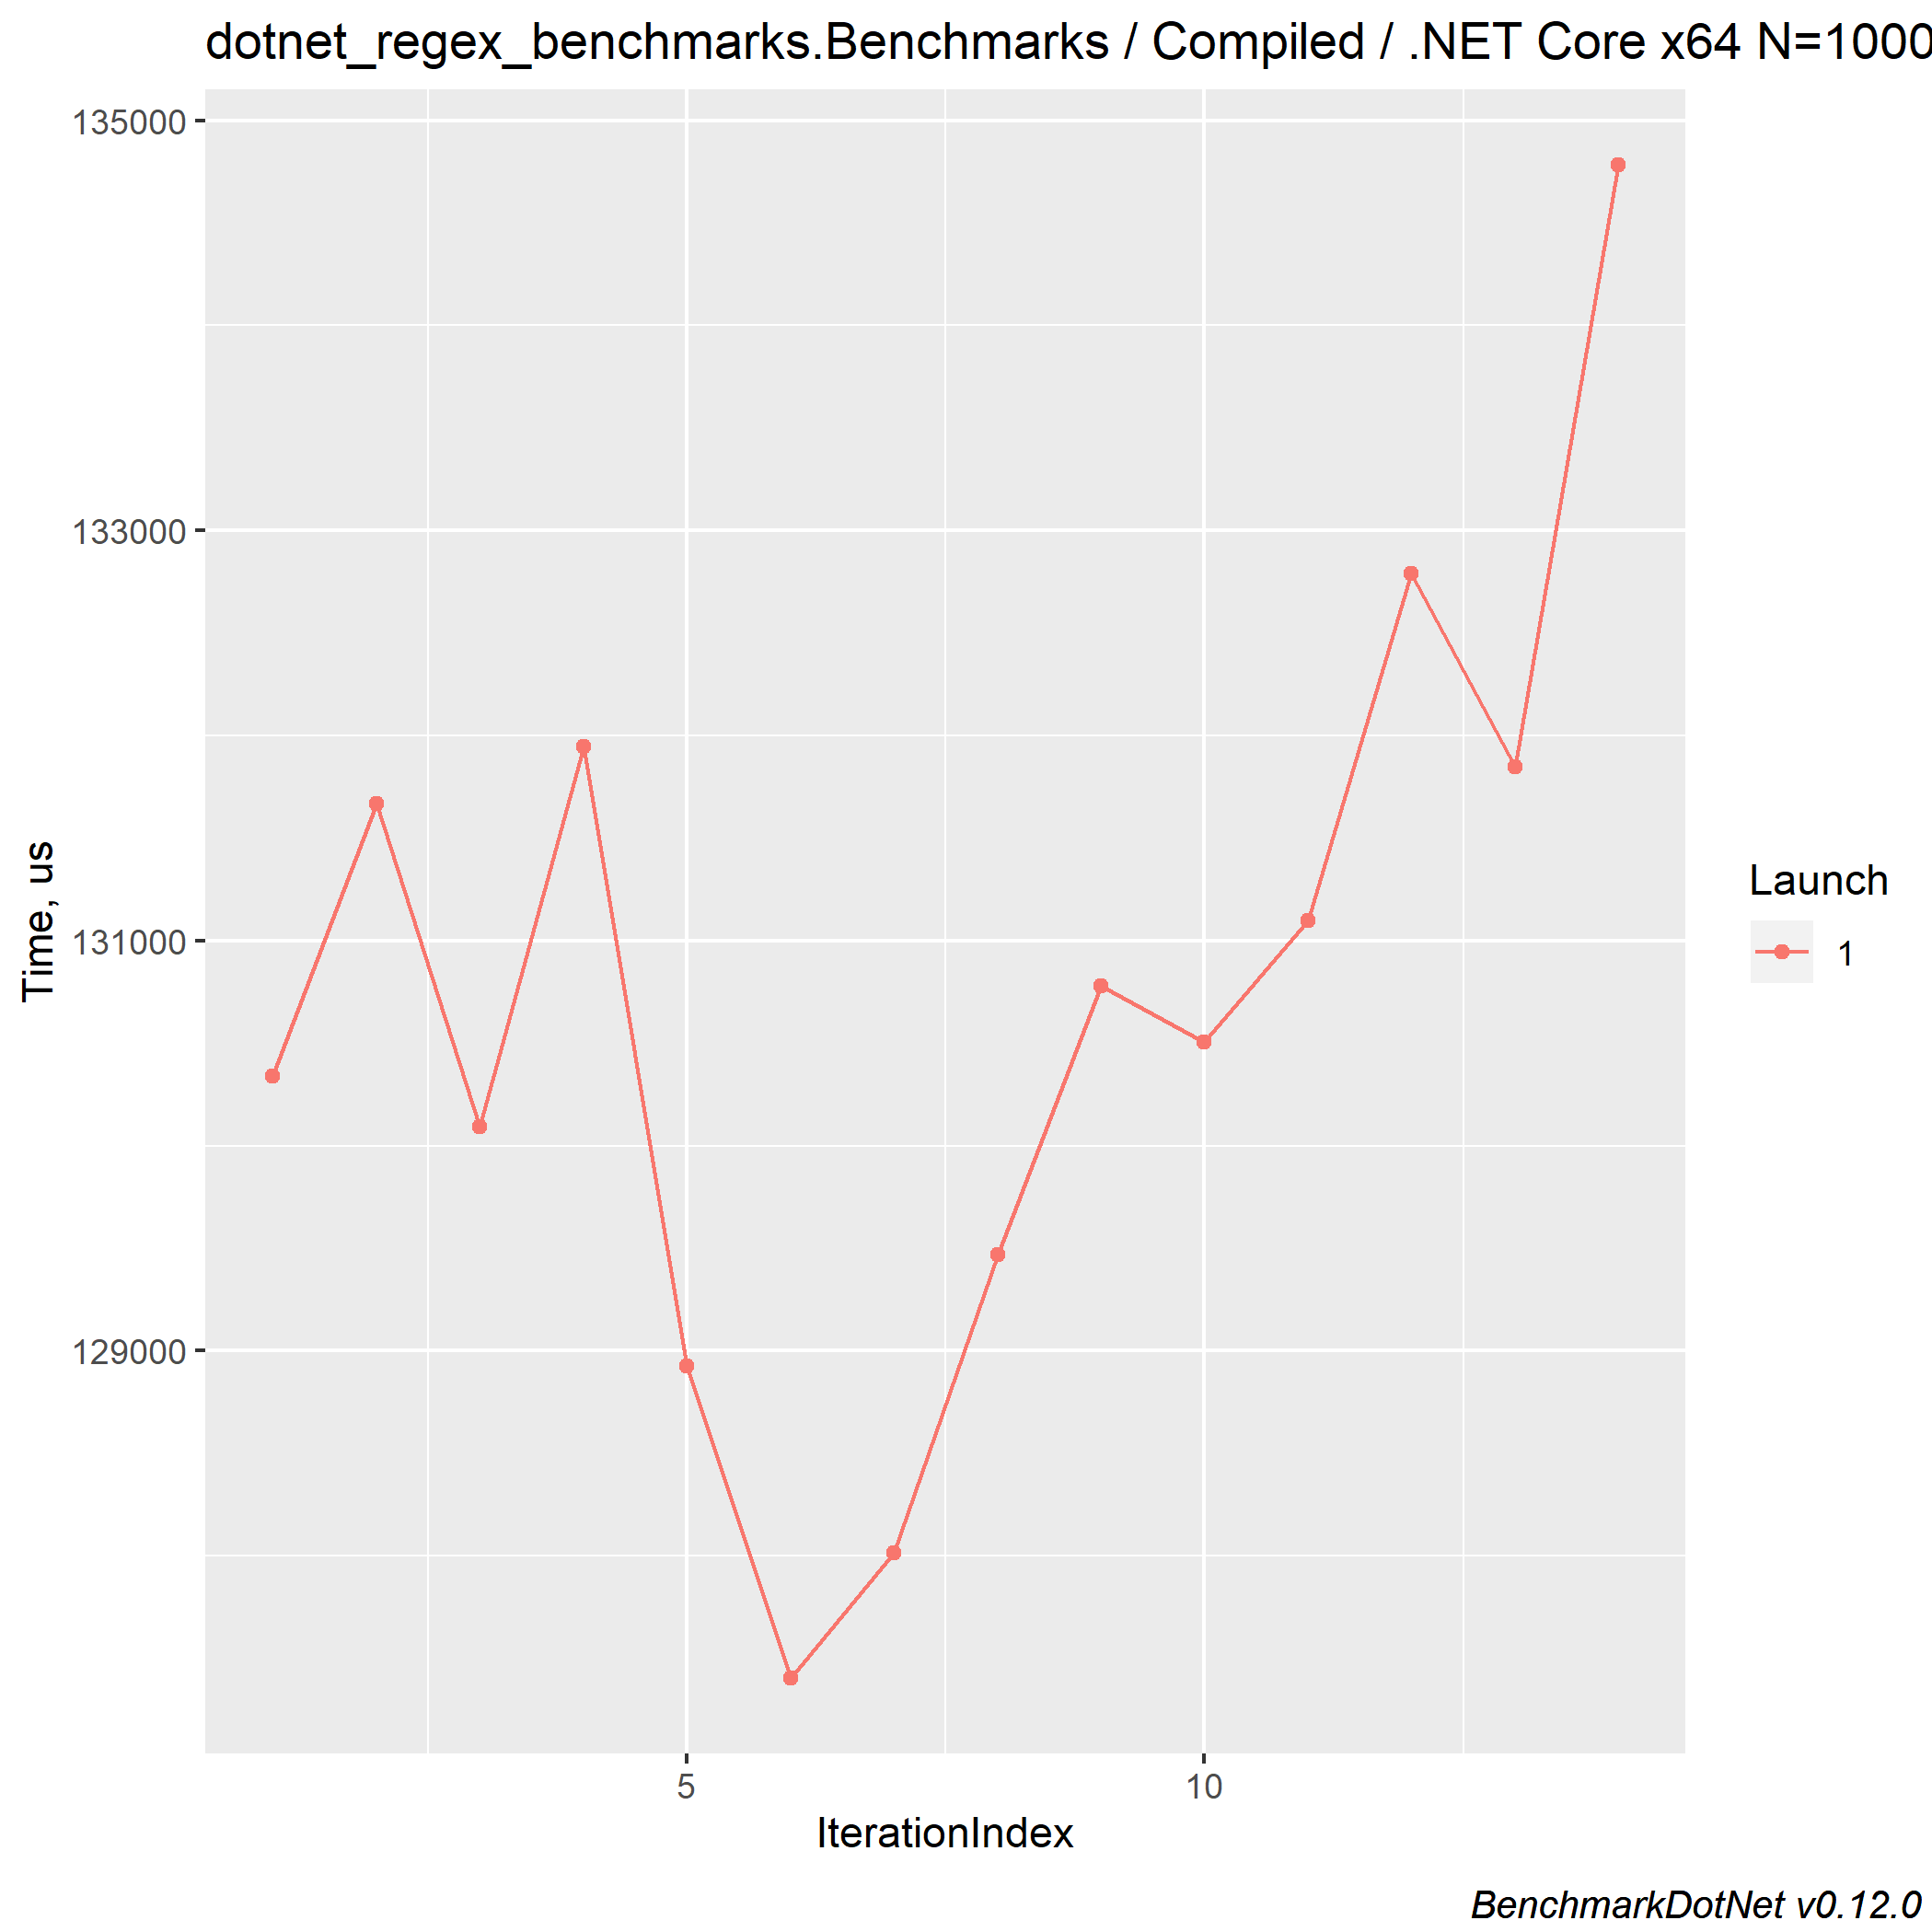 dotnet_regex_benchmarks.Benchmarks / Compiled / .NET Core x64 N=1000
135000
133000
131000
129000
Time, us
5
10
IterationIndex
Launch
1
BenchmarkDotNet v0.12.0